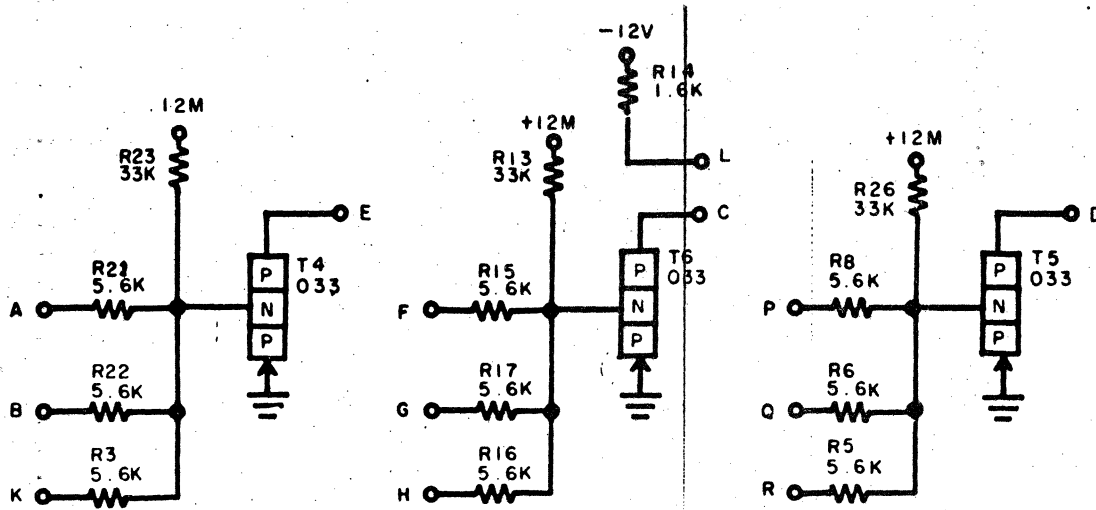 -12V
R14
1.6K
12M
+12M
+12M
R23
33K
R13
33K
L
R26
33K
E
C
D
P
N
P
T4
033
P
N
P
T6
033
P
N
P
T5
033
R21
5.6K
A
R15
5.6K
F
R8
5.6K
P
R22
5.6K
B
R17
5.6K
G
R6
5.6K
Q
R3
5.6K
K
R16
5.6K
H
R5
5.6K
R